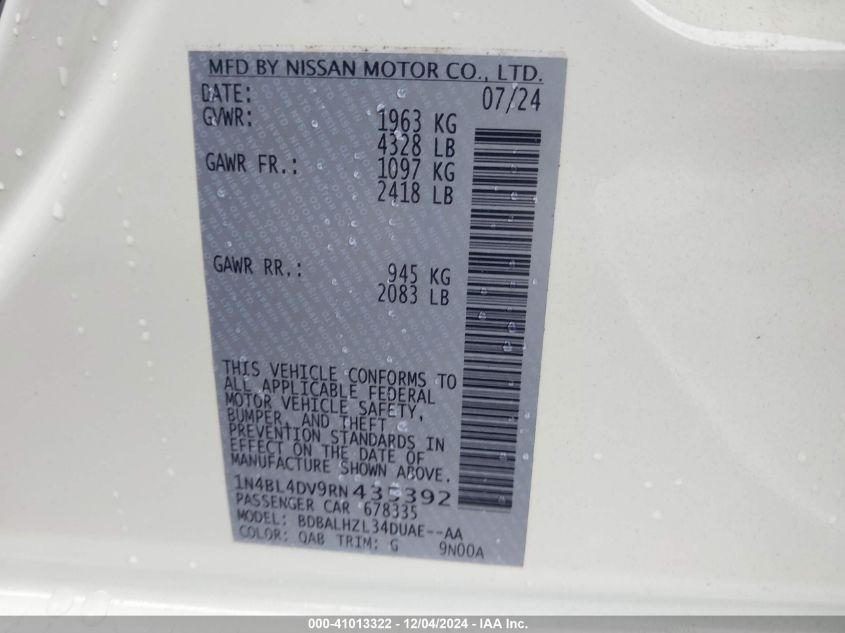 MFD BY NISSAN MOTOR CO., LTD.
DATE: 07/24
GVWR: 1963 KG
4328 LB
GAWR FR.: 1097 KG
2418 LB
GAWR RR.: 945 KG
2083 LB
THIS VEHICLE CONFORMS TO
ALL APPLICABLE FEDERAL
MOTOR VEHICLE SAFETY,
BUMPER, AND THEFT
PREVENTION STANDARDS IN
EFFECT ON THE DATE OF
MANUFACTURE SHOWN ABOVE.
1N4BL4DV9RN435392
PASSENGER CAR 678335
MODEL: BDBALHZL34DUAE--AA
COLOR: QAB TRIM: G 9N00A
000-41013322 - 12/04/2024 - IAA Inc.